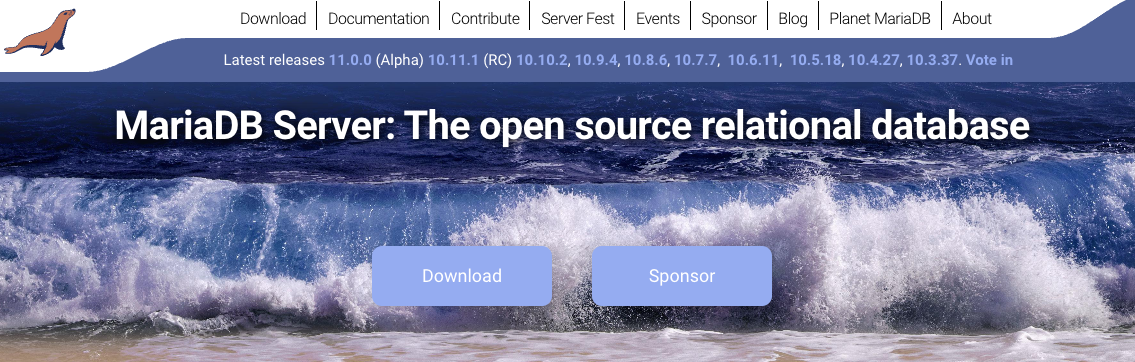 Download Documentation Contribute Server Fest Events Sponsor Blog Planet MariaDB About
Latest releases 11.0.0 (Alpha) 10.11.1 (RC) 10.10.2, 10.9.4, 10.8.6, 10.7.7, 10.6.11, 10.5.18, 10.4.27, 10.3.37. Vote in
MariaDB Server: The open source relational database
Download Sponsor